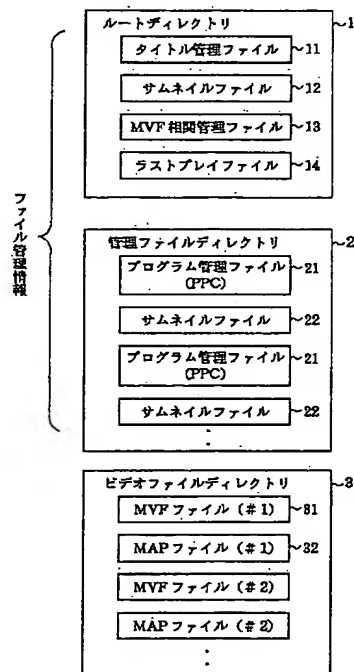 ルートディレクトリ ~1
タイトル管理ファイル ~11
サムネイルファイル ~12
MVF相関管理ファイル ~13
ラストプレイファイル ~14
ファイル管理情報
管理ファイルディレクトリ ~2
プログラム管理ファイル ~21
(PPC)
サムネイルファイル ~22
プログラム管理ファイル ~21
(PPC)
サムネイルファイル ~22
ビデオファイルディレクトリ ~3
MVFファイル (#1) ~31
MAPファイル (#1) ~32
MVFファイル (#2)
MAPファイル (#2)